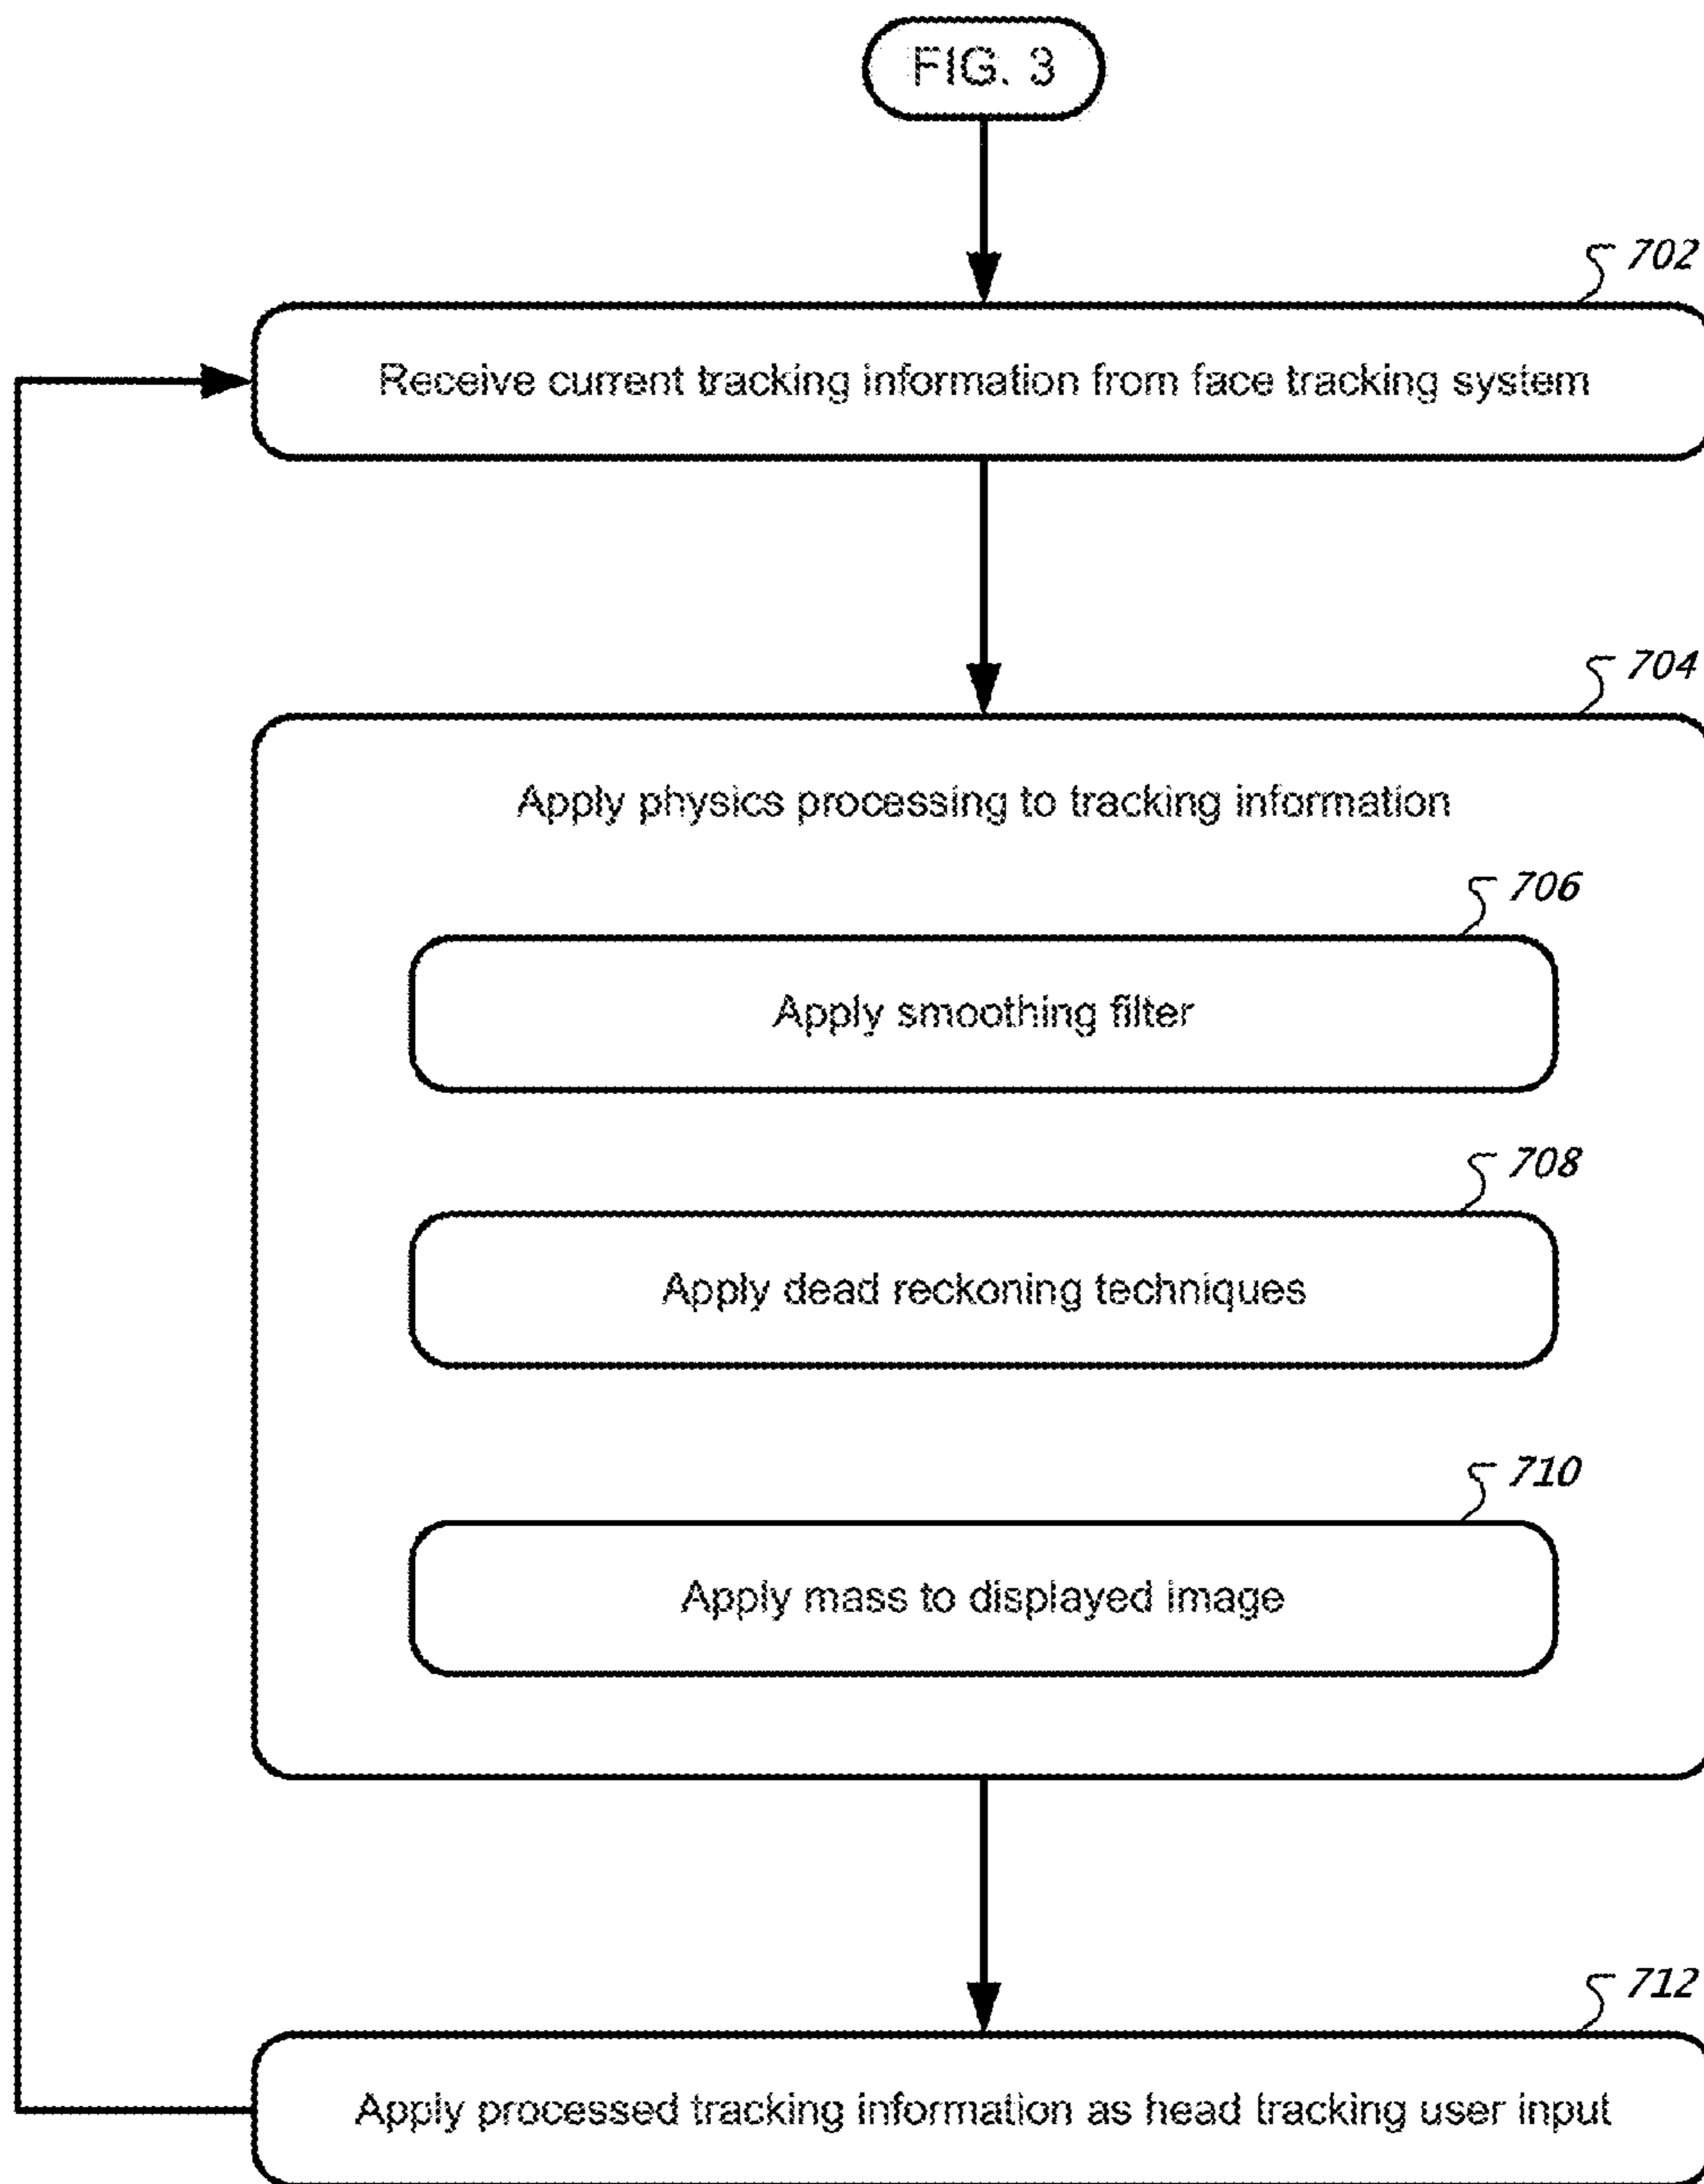 FIG. 3
702
Receive current tracking information from face tracking system
704
Apply physics processing to tracking information
706
Apply smoothing filter
708
Apply dead reckoning techniques
710
Apply mass to displayed image
712
Apply processed tracking information as head tracking user input